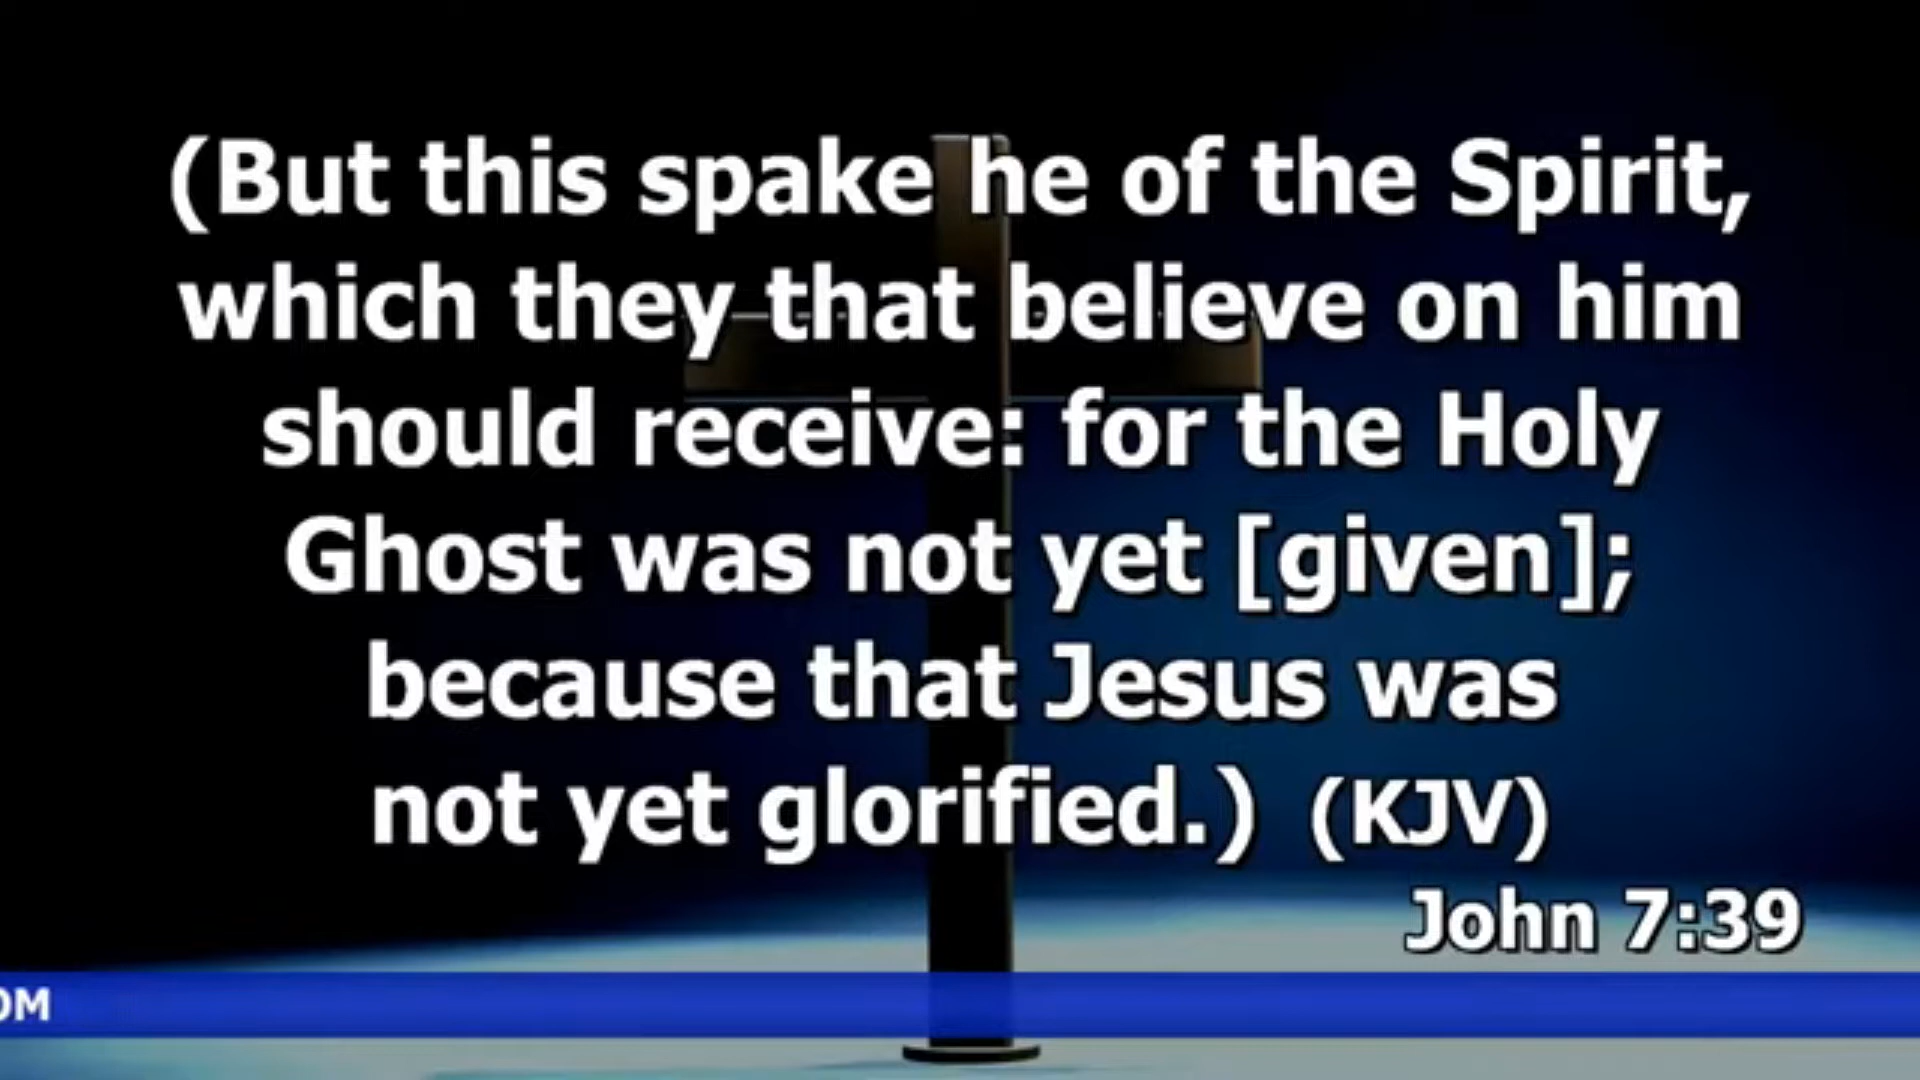 (But this spake he of the Spirit,
which they that believe on him
should receive: for the Holy
Ghost was not yet [given];
because that Jesus was
not yet glorified.) (KJV)
John 7:39
OM